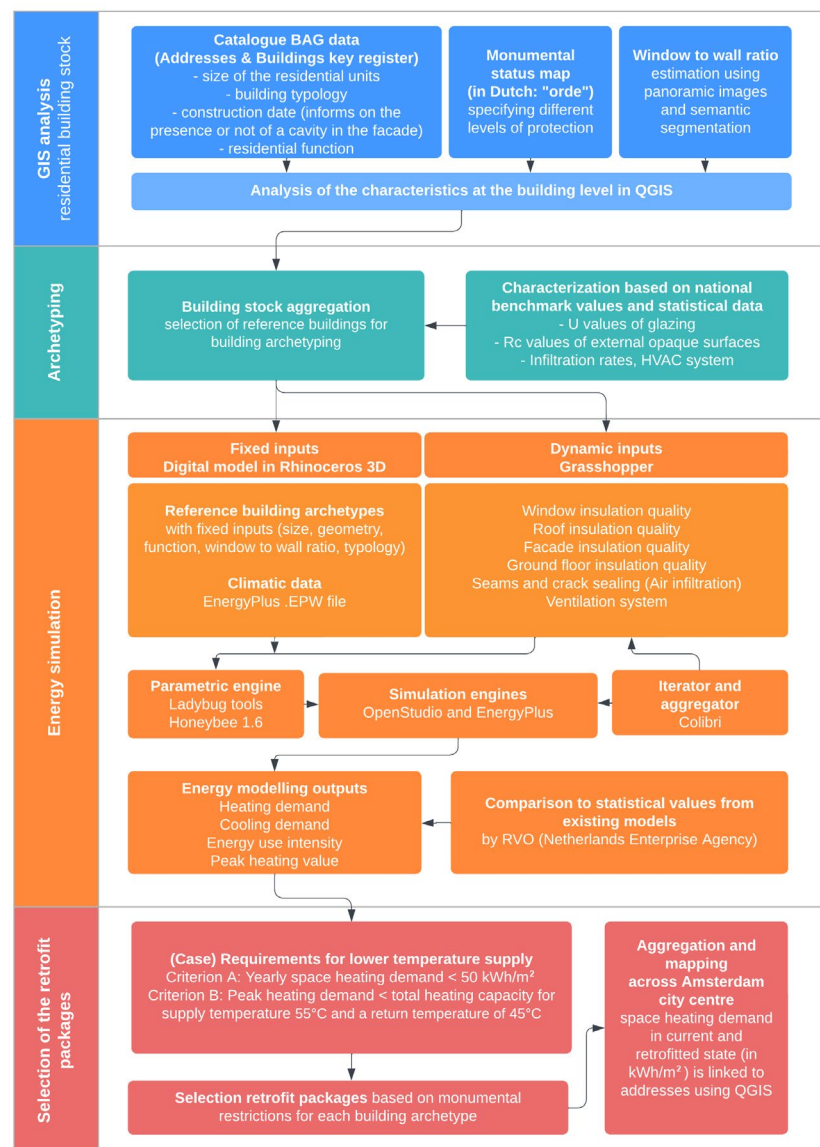 GIS analysis
residential building stock
Catalogue BAG data
(Addresses & Buildings key register)
- size of the residential units
- building typology
- construction date (informs on the
presence or not of a cavity in the facade)
- residential function
Monumental
status map
(in Dutch: "orde")
specifying different
levels of protection
Window to wall ratio
estimation using
panoramic images
and semantic
segmentation
Analysis of the characteristics at the building level in QGIS
Archetyping
Building stock aggregation
selection of reference buildings for
building archetyping
Characterization based on national
benchmark values and statistical data
- U values of glazing
- Rc values of external opaque surfaces
- Infiltration rates, HVAC system
Energy simulation
Fixed inputs
Digital model in Rhinoceros 3D
Dynamic inputs
Grasshopper
Reference building archetypes
with fixed inputs (size, geometry,
function, window to wall ratio, typology)
Climatic data
EnergyPlus .EPW file
Window insulation quality
Roof insulation quality
Facade insulation quality
Ground floor insulation quality
Seams and crack sealing (Air infiltration)
Ventilation system
Parametric engine
Ladybug tools
Honeybee 1.6
Simulation engines
OpenStudio and EnergyPlus
Iterator and
aggregator
Colibri
Energy modelling outputs
Heating demand
Cooling demand
Energy use intensity
Peak heating value
Comparison to statistical values from
existing models
by RVO (Netherlands Enterprise Agency)
Selection of the retrofit
packages
(Case) Requirements for lower temperature supply
Criterion A: Yearly space heating demand < 50 kWh/m²
Criterion B: Peak heating demand < total heating capacity for
supply temperature 55°C and a return temperature of 45°C
Selection retrofit packages based on monumental
restrictions for each building archetype
Aggregation and
mapping
across Amsterdam
city centre
space heating demand
in current and
retrofitted state (in
kWh/m² ) is linked to
addresses using QGIS